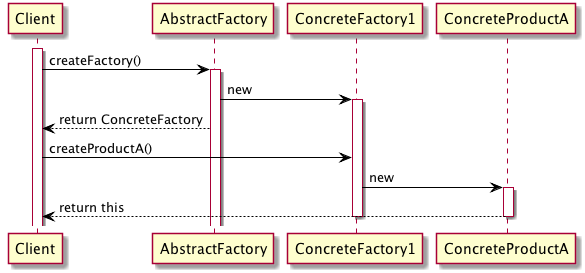 Client AbstractFactory ConcreteFactory1 ConcreteProductA
createFactory()
new
return ConcreteFactory
createProductA()
new
return this
Client AbstractFactory ConcreteFactory1 ConcreteProductA